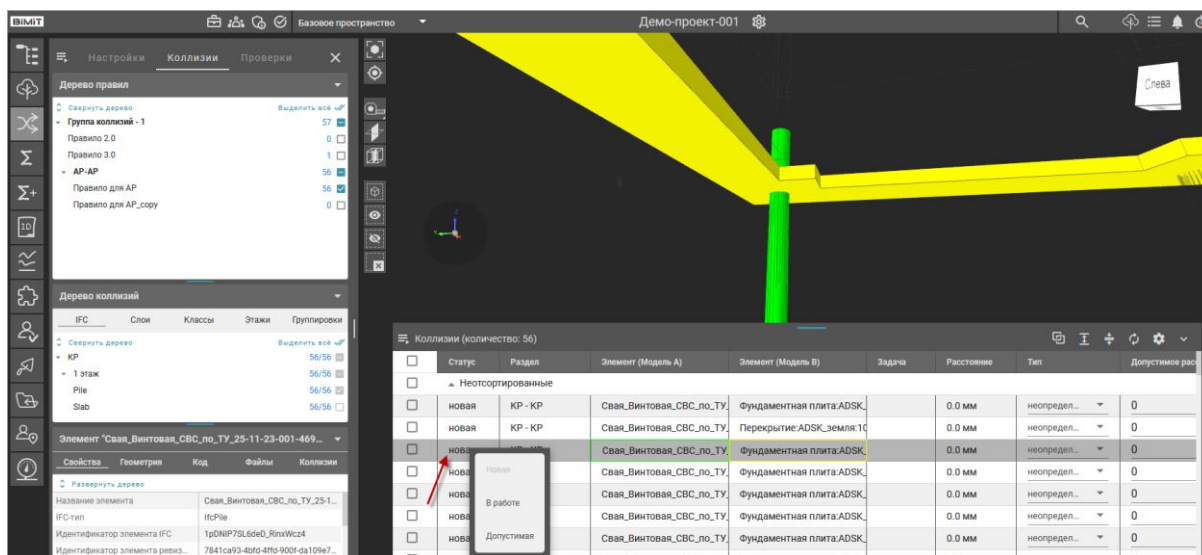 BIMiT Базовое пространство Демо-проект-001
Настройки Коллизии Проверки
Дерево правил
Свернуть дерево Выделить всё
Группа коллизий - 1 57
Правило 2.0 0
Правило 3.0 1
АР-АР 56
Правило для АР 56
Правило для АР_copy 0
Дерево коллизий
IFC Слои Классы Этажи Группировки
Свернуть дерево Выделить всё
КР 56/56
1 этаж 56/56
Pile 56/56
Slab 56/56
Элемент "Свая_Винтовая_СВС_по_ТУ_25-11-23-001-469...
Свойства Геометрия Код Файлы Коллизии
Развернуть дерево
Название элемента Свая_Винтовая_СВС_по_ТУ_25-1...
IFC-тип IfcPile
Идентификатор элемента IFC 1pDNIP7SL6deD_RinxWcz4
Идентификатор элемента ревиз... 7841ca93-4bfd-4ffd-900f-da109e7...
Слева
Коллизии (количество: 56)
Статус Раздел Элемент (Модель A) Элемент (Модель B) Задача Расстояние Тип Допустимое рас
Неотсортированные
новая КР - КР Свая_Винтовая_СВС_по_ТУ_ Фундаментная плита:ADSK_ 0.0 мм неопредел... 0
новая КР - КР Свая_Винтовая_СВС_по_ТУ_ Перекрытие:ADSK_земля:10 0.0 мм неопредел... 0
нова Свая_Винтовая_СВС_по_ТУ_ Фундаментная плита:ADSK_ 0.0 мм неопредел... 0
нова Новая Свая_Винтовая_СВС_по_ТУ_ Фундаментная плита:ADSK_ 0.0 мм неопредел... 0
нова В работе Свая_Винтовая_СВС_по_ТУ_ Фундаментная плита:ADSK_ 0.0 мм неопредел... 0
нова Свая_Винтовая_СВС_по_ТУ_ Фундаментная плита:ADSK_ 0.0 мм неопредел... 0
нова Допустимая Свая_Винтовая_СВС_по_ТУ_ Фундаментная плита:ADSK_ 0.0 мм неопредел... 0